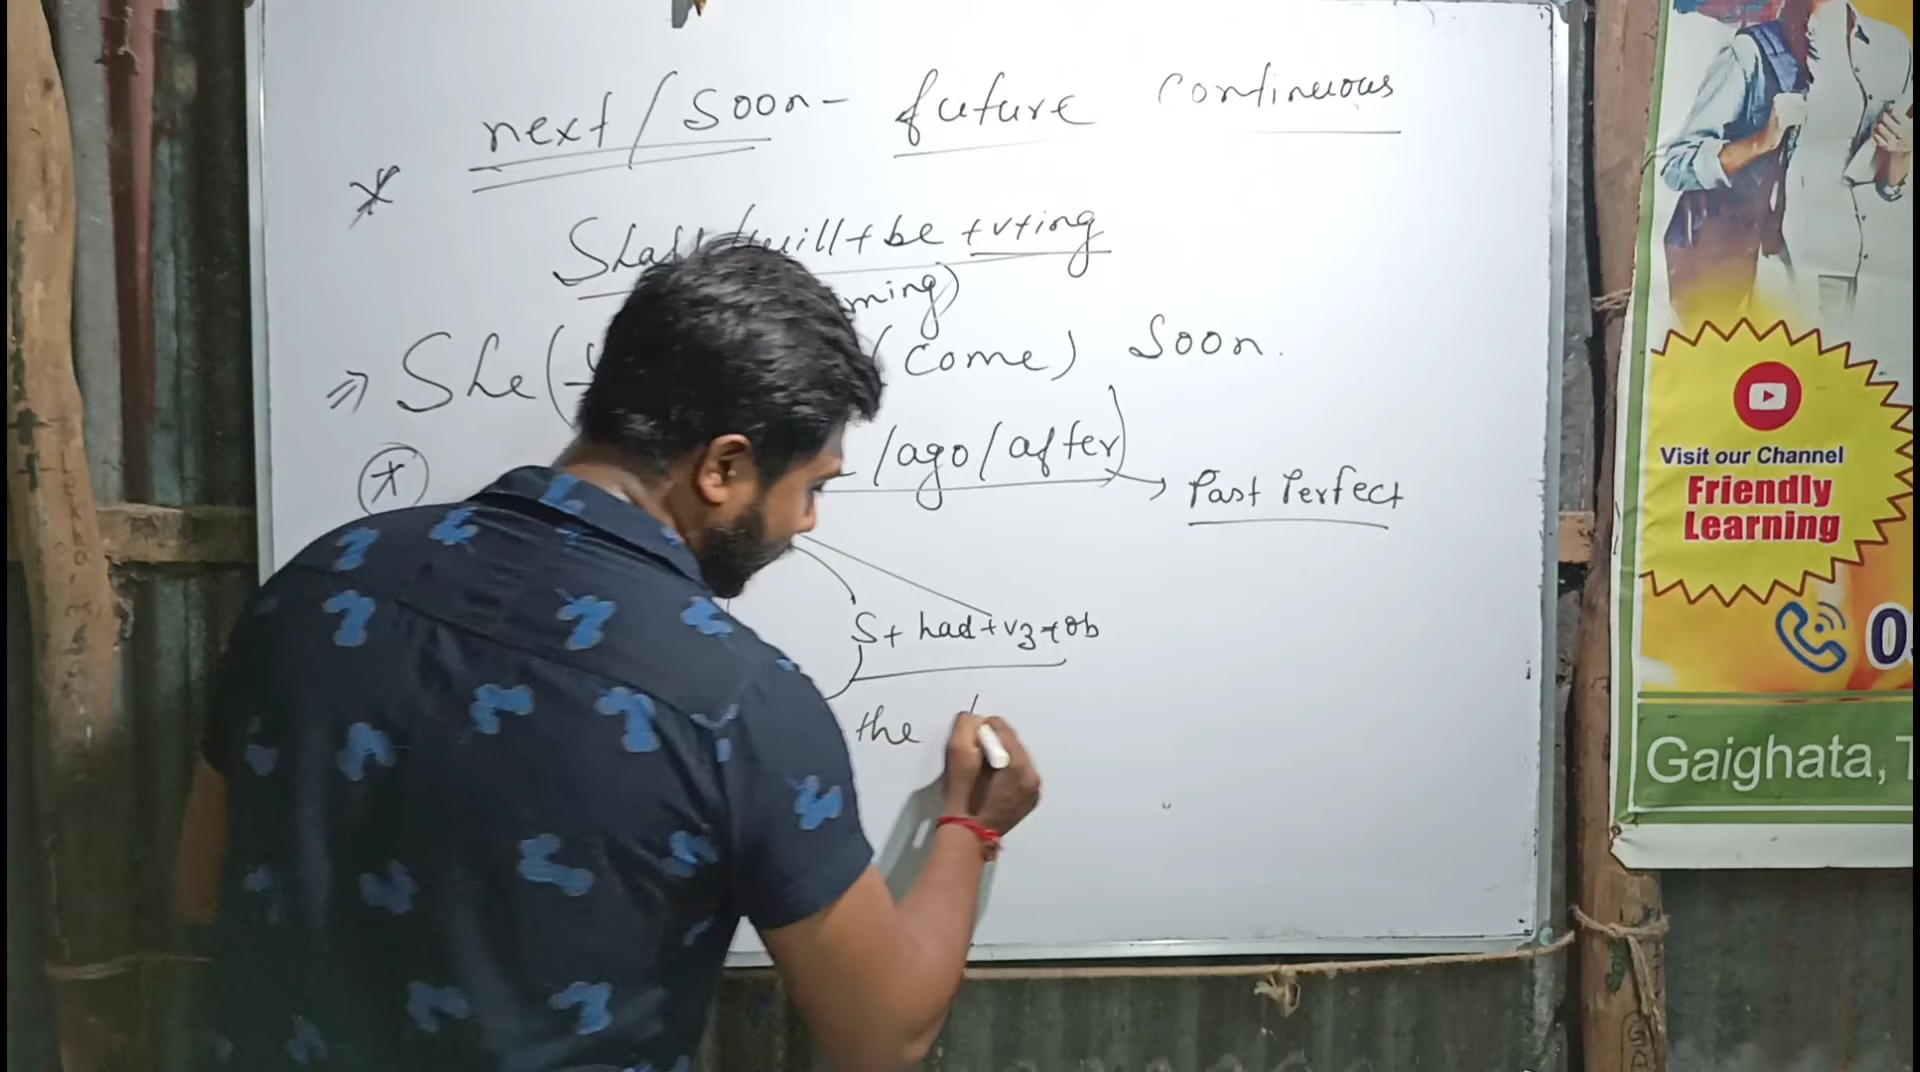 next / soon - future continuous
*
will + be + v+ing
ming)
⇒ She ( (come) soon.
* /ago/after) → Past Perfect
S + had + v3 + ob
the
Visit our Channel
Friendly
Learning
Gaighata,